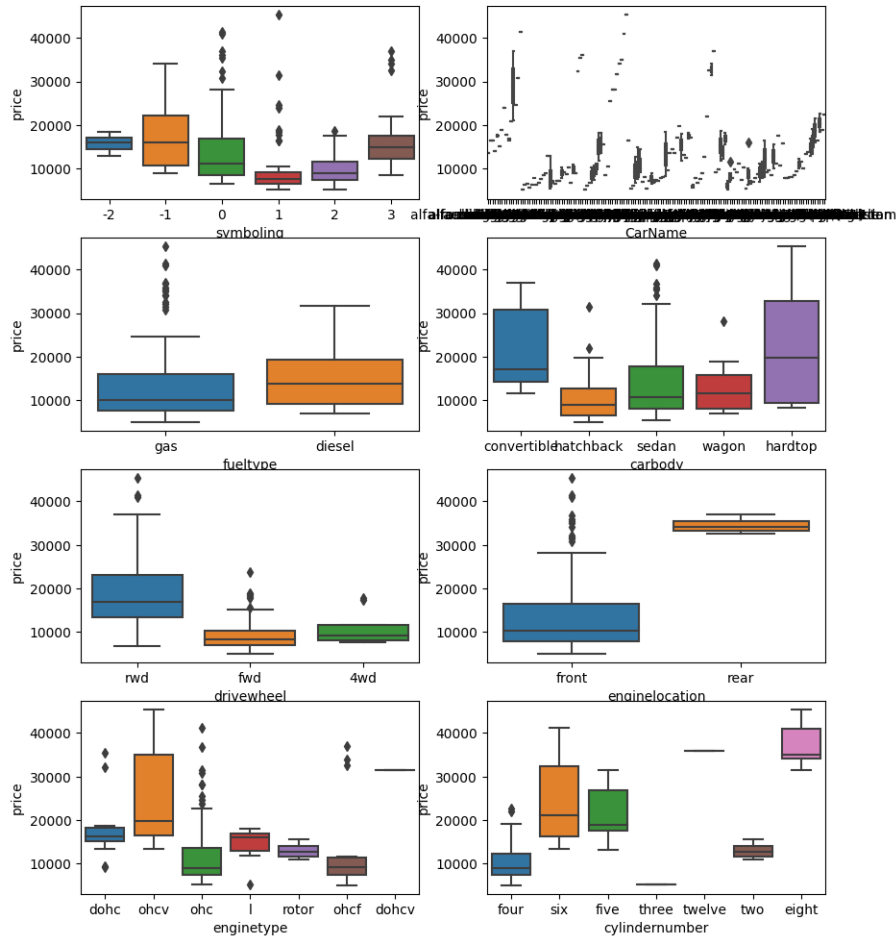 40000
30000
20000
10000
price
-2 -1 0 1 2 3
symboling
40000
30000
20000
10000
price
CarName
40000
30000
20000
10000
price
gas diesel
fueltype
40000
30000
20000
10000
price
convertible hatchback sedan wagon hardtop
carbody
40000
30000
20000
10000
price
rwd fwd 4wd
drivewheel
40000
30000
20000
10000
price
front rear
enginelocation
40000
30000
20000
10000
price
dohc ohcv ohc l rotor ohcf dohcv
enginetype
40000
30000
20000
10000
price
four six five three twelve two eight
cylindernumber